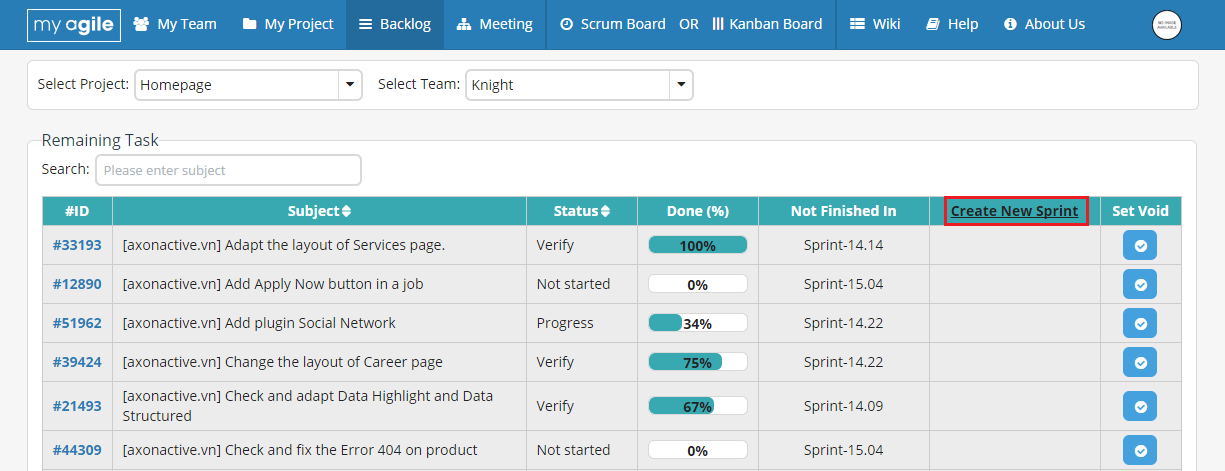 my agile My Team My Project Backlog Meeting Scrum Board OR Kanban Board Wiki Help About Us
Select Project: Homepage Select Team: Knight
Remaining Task
Search: Please enter subject
#ID Subject Status Done (%) Not Finished In Create New Sprint Set Void
#33193 [axonactive.vn] Adapt the layout of Services page. Verify 100% Sprint-14.14
#12890 [axonactive.vn] Add Apply Now button in a job Not started 0% Sprint-15.04
#51962 [axonactive.vn] Add plugin Social Network Progress 34% Sprint-14.22
#39424 [axonactive.vn] Change the layout of Career page Verify 75% Sprint-14.22
#21493 [axonactive.vn] Check and adapt Data Highlight and Data Structured Verify 67% Sprint-14.09
#44309 [axonactive.vn] Check and fix the Error 404 on product Not started 0% Sprint-15.04